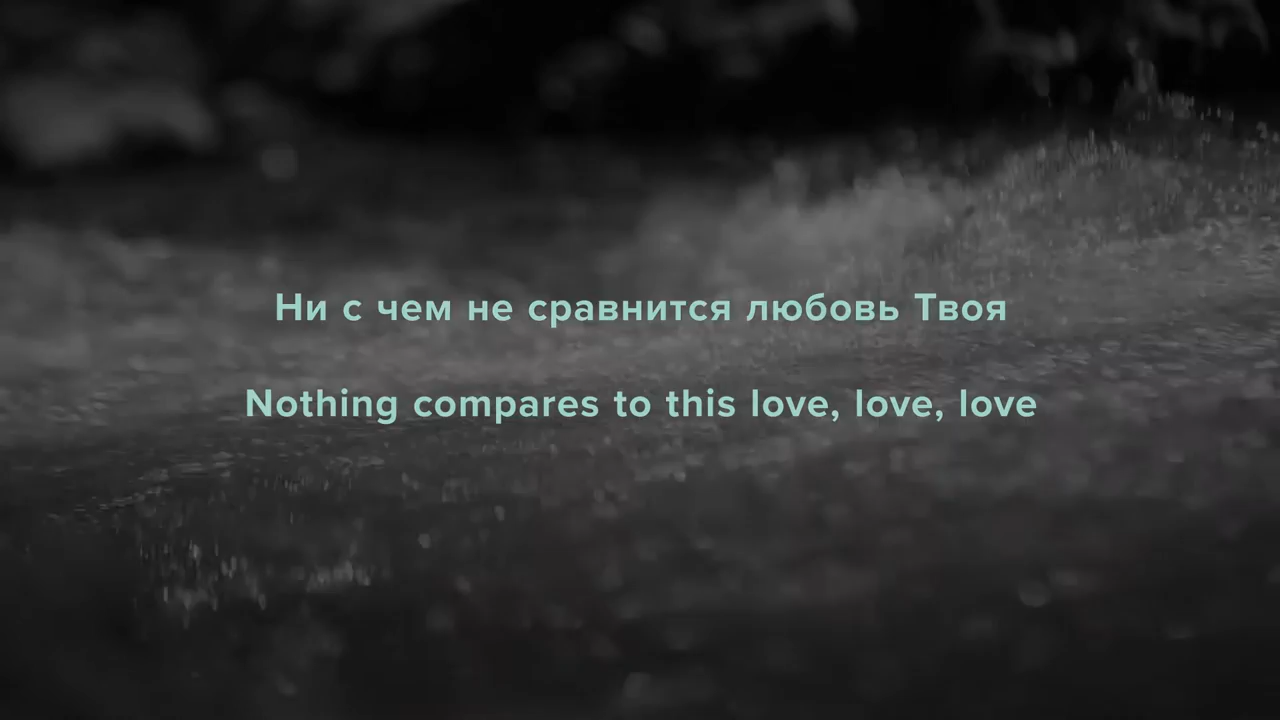 Ни с чем не сравнится любовь Твоя
Nothing compares to this love, love, love